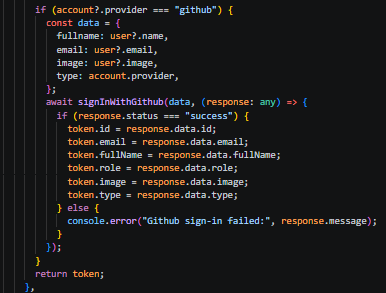 if (account?.provider === "github") {
const data = {
fullname: user?.name,
email: user?.email,
image: user?.image,
type: account.provider,
};
await signInWithGithub(data, (response: any) => {
if (response.status === "success") {
token.id = response.data.id;
token.email = response.data.email;
token.fullName = response.data.fullName;
token.role = response.data.role;
token.image = response.data.image;
token.type = response.data.type;
} else {
console.error("Github sign-in failed:", response.message);
}
});
}
return token;
},